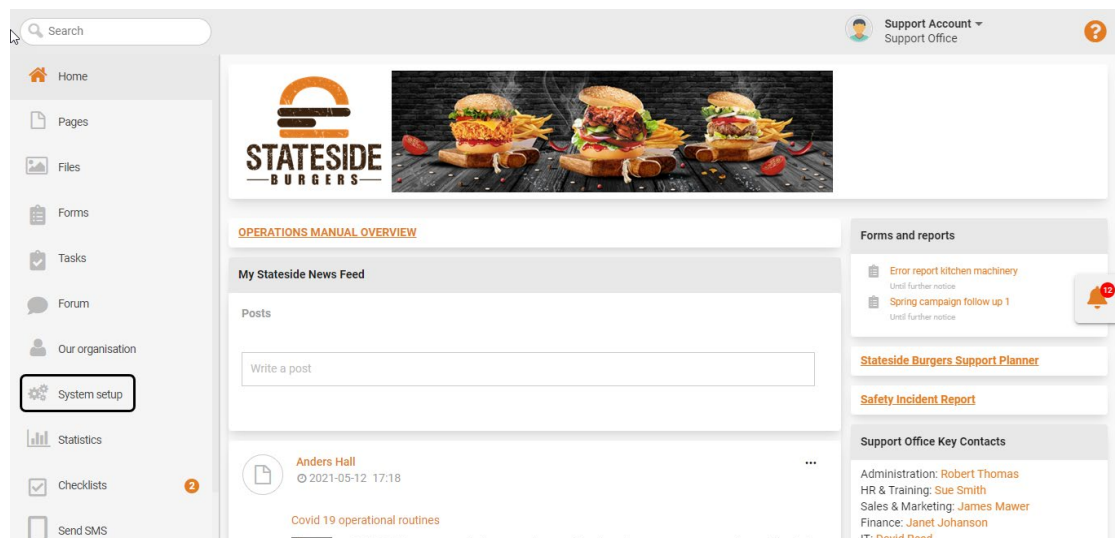 Search
Support Account
Support Office
?
Home
Pages
Files
Forms
Tasks
Forum
Our organisation
System setup
Statistics
Checklists
2
Send SMS
STATESIDE
BURGERS
OPERATIONS MANUAL OVERVIEW
My Stateside News Feed
Posts
Write a post
Anders Hall
2021-05-12 17:18
Covid 19 operational routines
Forms and reports
Error report kitchen machinery
Until further notice
Spring campaign follow up 1
Until further notice
12
Stateside Burgers Support Planner
Safety Incident Report
Support Office Key Contacts
Administration: Robert Thomas
HR & Training: Sue Smith
Sales & Marketing: James Mawer
Finance: Janet Johanson